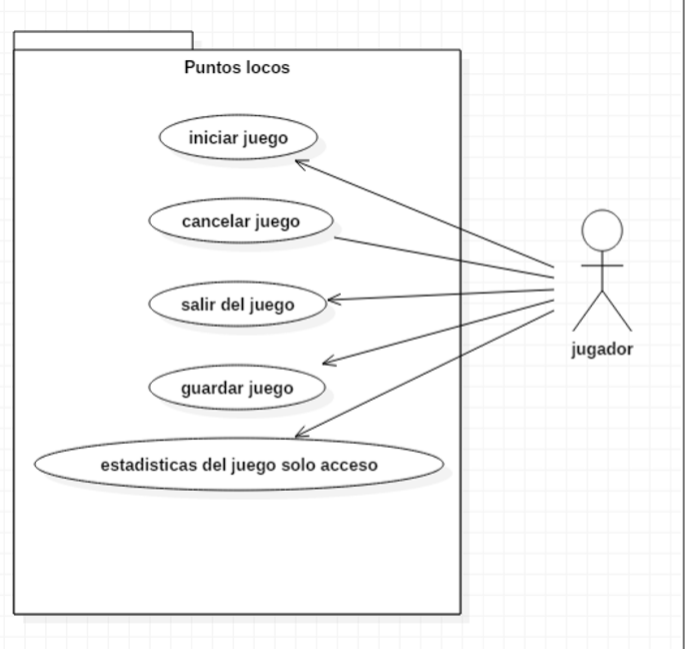 Puntos locos
iniciar juego
cancelar juego
salir del juego
guardar juego
estadisticas del juego solo acceso
jugador